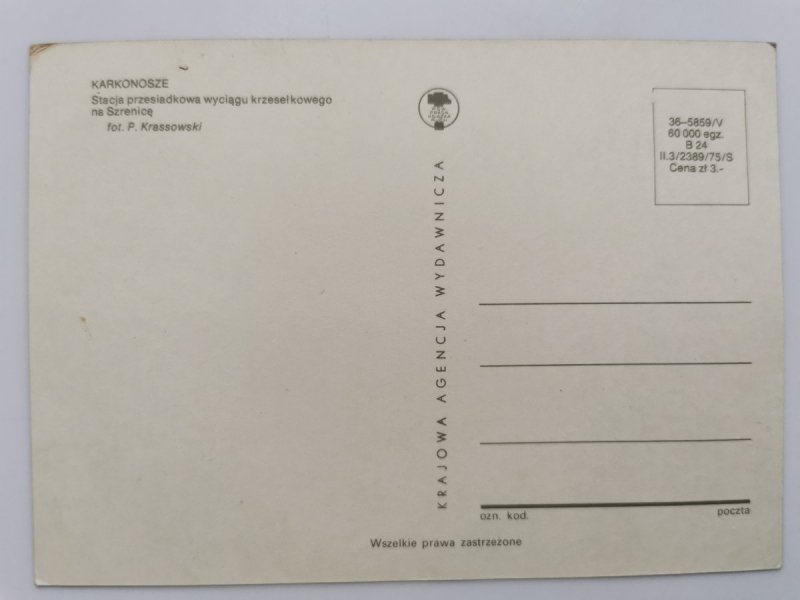 KARKONOSZE
Stacja przesiadkowa wyciągu krzesełkowego
na Szrenicę
fot. P. Krassowski
KRAJOWA AGENCJA WYDAWNICZA
36–5859/V
60 000 egz.
B 24
II.3/2389/75/S
Cena zł 3.-
ozn. kod.
poczta
Wszelkie prawa zastrzeżone